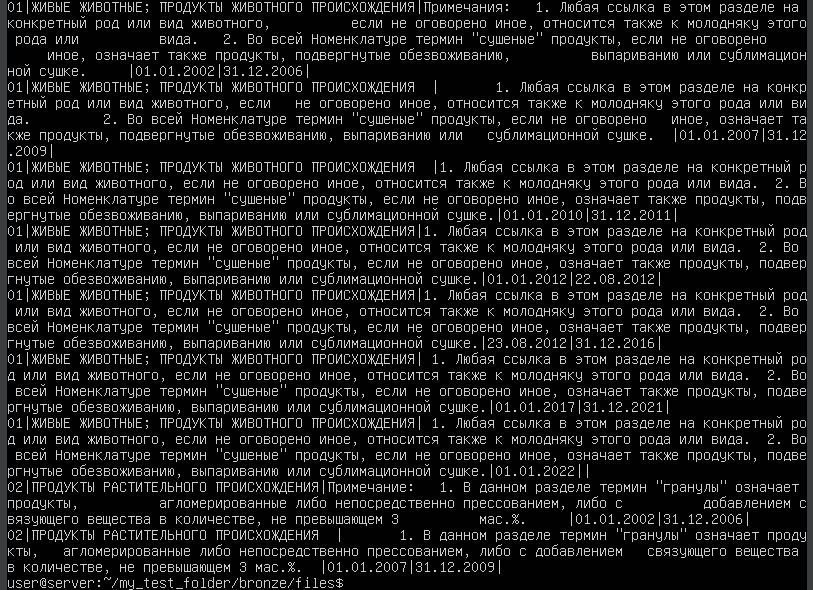 01|ЖИВЫЕ ЖИВОТНЫЕ; ПРОДУКТЫ ЖИВОТНОГО ПРОИСХОЖДЕНИЯ|Примечания:   1. Любая ссылка в этом разделе на
конкретный род или вид животного,          если не оговорено иное, относится также к молодняку этого
 рода или          вида.   2. Во всей Номенклатуре термин "сушеные" продукты, если не оговорено
     иное, означает также продукты, подвергнутые обезвоживанию,          выпариванию или сублимацион
ной сушке.     |01.01.2002|31.12.2006|
01|ЖИВЫЕ ЖИВОТНЫЕ; ПРОДУКТЫ ЖИВОТНОГО ПРОИСХОЖДЕНИЯ  |       1. Любая ссылка в этом разделе на конкр
етный род или вид животного, если   не оговорено иное, относится также к молодняку этого рода или ви
да.         2. Во всей Номенклатуре термин "сушеные" продукты, если не оговорено   иное, означает та
кже продукты, подвергнутые обезвоживанию, выпариванию или   сублимационной сушке.  |01.01.2007|31.12
.2009|
01|ЖИВЫЕ ЖИВОТНЫЕ; ПРОДУКТЫ ЖИВОТНОГО ПРОИСХОЖДЕНИЯ  |1. Любая ссылка в этом разделе на конкретный р
од или вид животного, если не оговорено иное, относится также к молодняку этого рода или вида.  2. В
о всей Номенклатуре термин "сушеные" продукты, если не оговорено иное, означает также продукты, подв
ергнутые обезвоживанию, выпариванию или сублимационной сушке.|01.01.2010|31.12.2011|
01|ЖИВЫЕ ЖИВОТНЫЕ; ПРОДУКТЫ ЖИВОТНОГО ПРОИСХОЖДЕНИЯ|1. Любая ссылка в этом разделе на конкретный род
 или вид животного, если не оговорено иное, относится также к молодняку этого рода или вида.  2. Во
всей Номенклатуре термин "сушеные" продукты, если не оговорено иное, означает также продукты, подвер
гнутые обезвоживанию, выпариванию или сублимационной сушке.|01.01.2012|22.08.2012|
01|ЖИВЫЕ ЖИВОТНЫЕ; ПРОДУКТЫ ЖИВОТНОГО ПРОИСХОЖДЕНИЯ|1. Любая ссылка в этом разделе на конкретный род
 или вид животного, если не оговорено иное, относится также к молодняку этого рода или вида.  2. Во
всей Номенклатуре термин "сушеные" продукты, если не оговорено иное, означает также продукты, подвер
гнутые обезвоживанию, выпариванию или сублимационной сушке.|23.08.2012|31.12.2016|
01|ЖИВЫЕ ЖИВОТНЫЕ; ПРОДУКТЫ ЖИВОТНОГО ПРОИСХОЖДЕНИЯ| 1. Любая ссылка в этом разделе на конкретный ро
д или вид животного, если не оговорено иное, относится также к молодняку этого рода или вида.  2. Во
 всей Номенклатуре термин "сушеные" продукты, если не оговорено иное, означает также продукты, подве
ргнутые обезвоживанию, выпариванию или сублимационной сушке.|01.01.2017|31.12.2021|
01|ЖИВЫЕ ЖИВОТНЫЕ; ПРОДУКТЫ ЖИВОТНОГО ПРОИСХОЖДЕНИЯ| 1. Любая ссылка в этом разделе на конкретный ро
д или вид животного, если не оговорено иное, относится также к молодняку этого рода или вида.  2. Во
 всей Номенклатуре термин "сушеные" продукты, если не оговорено иное, означает также продукты, подве
ргнутые обезвоживанию, выпариванию или сублимационной сушке.|01.01.2022||
02|ПРОДУКТЫ РАСТИТЕЛЬНОГО ПРОИСХОЖДЕНИЯ|Примечание:   1. В данном разделе термин "гранулы" означает
продукты,          агломерированные либо непосредственно прессованием, либо с          добавлением с
вязующего вещества в количестве, не превышающем 3          мас.%.     |01.01.2002|31.12.2006|
02|ПРОДУКТЫ РАСТИТЕЛЬНОГО ПРОИСХОЖДЕНИЯ  |       1. В данном разделе термин "гранулы" означает проду
кты,   агломерированные либо непосредственно прессованием, либо с добавлением   связующего вещества
в количестве, не превышающем 3 мас.%.  |01.01.2007|31.12.2009|
user@server:~/my_test_folder/bronze/files$